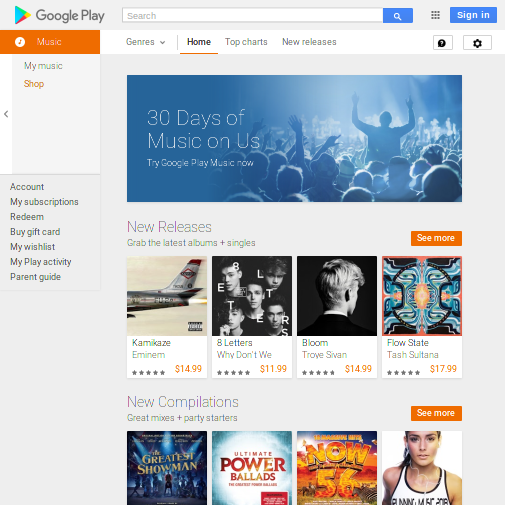 Google Play
Search
Sign in
Music
Genres
Home
Top charts
New releases
My music
Shop
Account
My subscriptions
Redeem
Buy gift card
My wishlist
My Play activity
Parent guide
30 Days of
Music on Us
Try Google Play Music now
New Releases
Grab the latest albums + singles
See more
8 LETTERS
Kamikaze
Eminem
$14.99
8 Letters
Why Don't We
$11.99
Bloom
Troye Sivan
$14.99
Flow State
Tash Sultana
$17.99
New Compilations
Great mixes + party starters
See more
THE
GREATEST
SHOWMAN
ULTIMATE
POWER
BALLADS
NOW
RUNNING MUSIC 2018